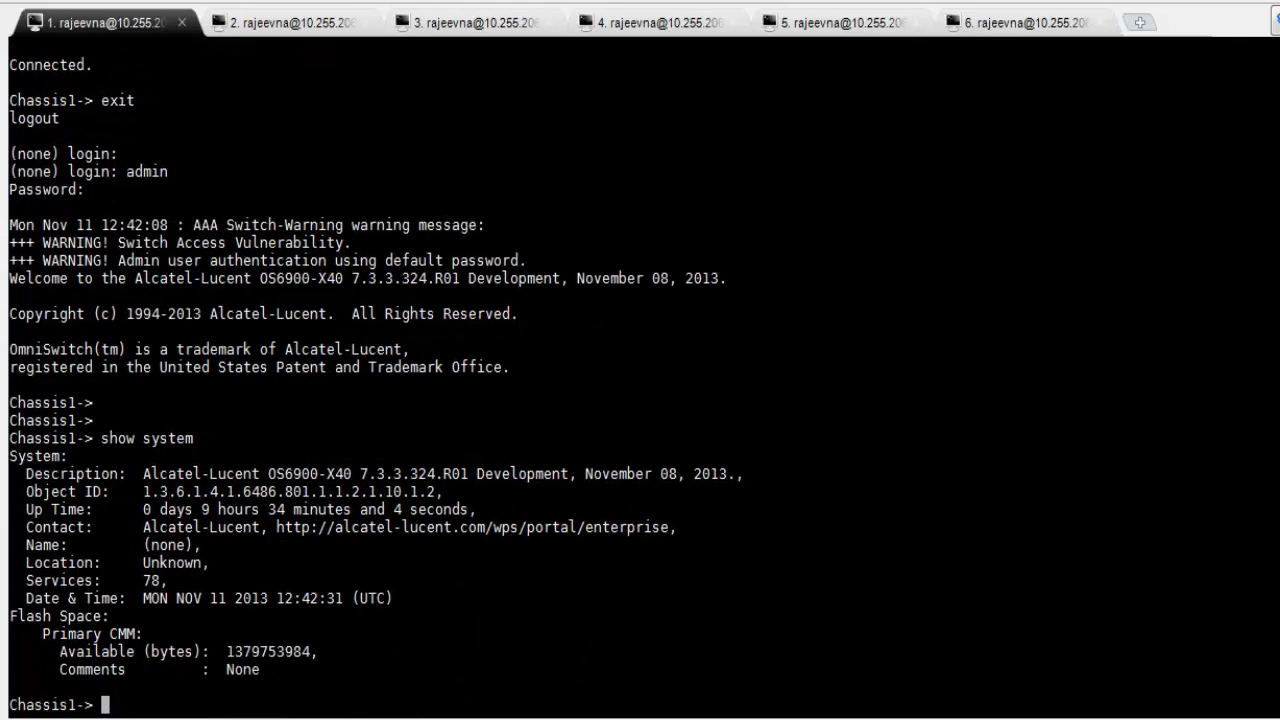 1. rajeevna@10.255.20
2. rajeevna@10.255.206
3. rajeevna@10.255.206
4. rajeevna@10.255.206
5. rajeevna@10.255.206
6. rajeevna@10.255.206
Connected.
Chassis1-> exit
logout
(none) login:
(none) login: admin
Password:
Mon Nov 11 12:42:08 : AAA Switch-Warning warning message:
+++ WARNING! Switch Access Vulnerability.
+++ WARNING! Admin user authentication using default password.
Welcome to the Alcatel-Lucent OS6900-X40 7.3.3.324.R01 Development, November 08, 2013.
Copyright (c) 1994-2013 Alcatel-Lucent.  All Rights Reserved.
OmniSwitch(tm) is a trademark of Alcatel-Lucent,
registered in the United States Patent and Trademark Office.
Chassis1->
Chassis1->
Chassis1-> show system
System:
Description:  Alcatel-Lucent OS6900-X40 7.3.3.324.R01 Development, November 08, 2013.,
Object ID:    1.3.6.1.4.1.6486.801.1.1.2.1.10.1.2,
Up Time:      0 days 9 hours 34 minutes and 4 seconds,
Contact:      Alcatel-Lucent, http://alcatel-lucent.com/wps/portal/enterprise,
Name:         (none),
Location:     Unknown,
Services:     78,
Date & Time:  MON NOV 11 2013 12:42:31 (UTC)
Flash Space:
Primary CMM:
Available (bytes):  1379753984,
Comments         :  None
Chassis1->